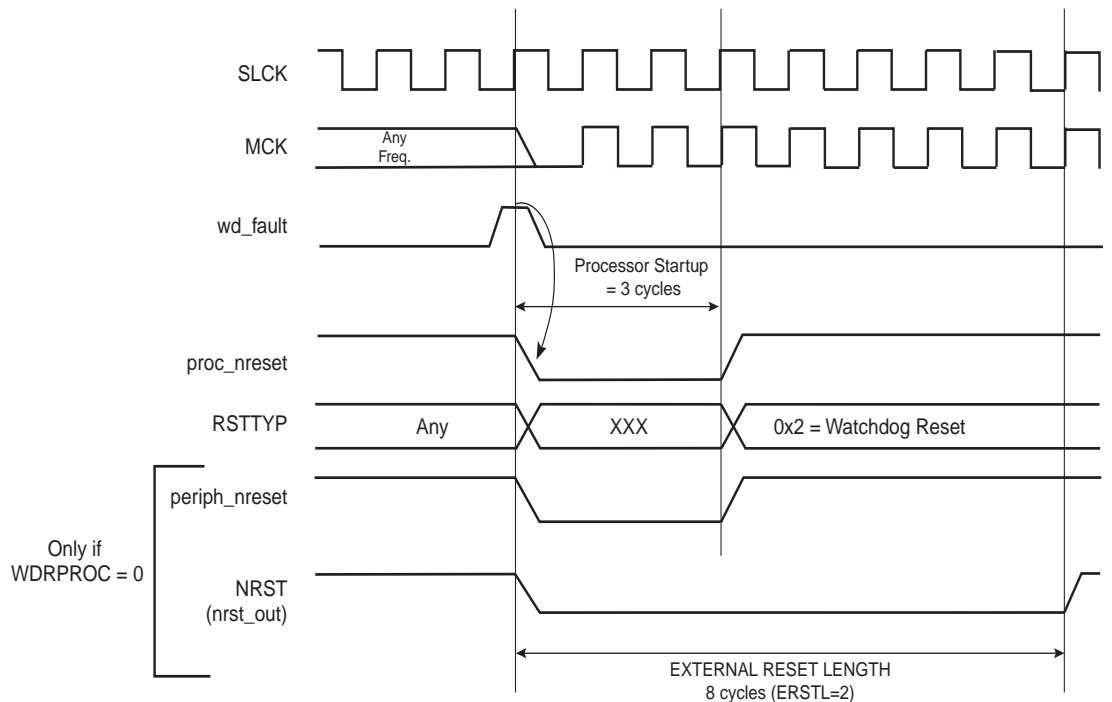 SLCK
MCK
Any
Freq.
wd_fault
Processor Startup
= 3 cycles
proc_nreset
RSTTYP
Any
XXX
0x2 = Watchdog Reset
periph_nreset
Only if
WDRPROC = 0
NRST
(nrst_out)
EXTERNAL RESET LENGTH
8 cycles (ERSTL=2)